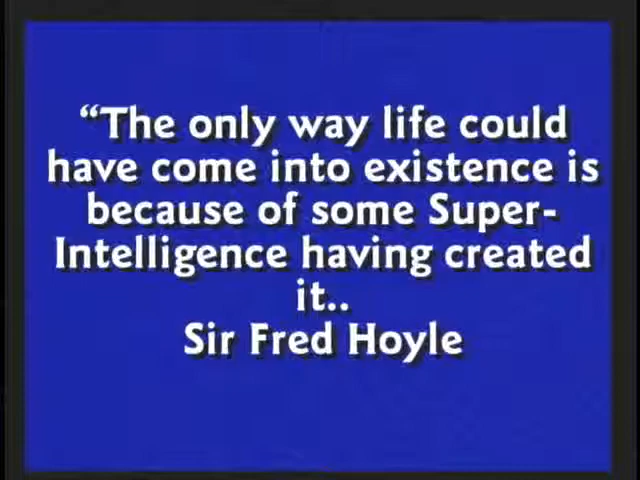 “The only way life could
have come into existence is
because of some Super-
Intelligence having created
it..
Sir Fred Hoyle